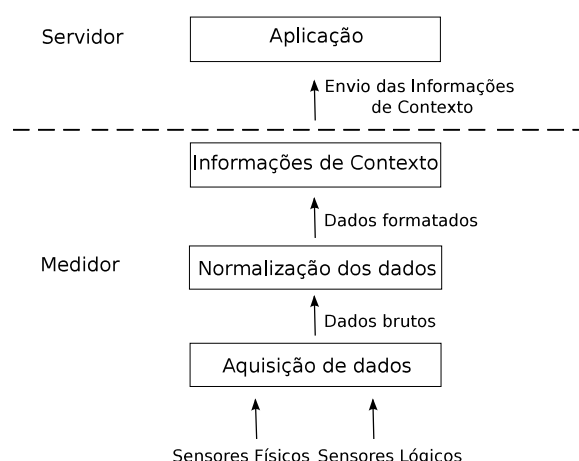 Servidor
Aplicação
Envio das Informações
de Contexto
Informações de Contexto
Dados formatados
Medidor
Normalização dos dados
Dados brutos
Aquisição de dados
Sensores Físicos
Sensores Lógicos